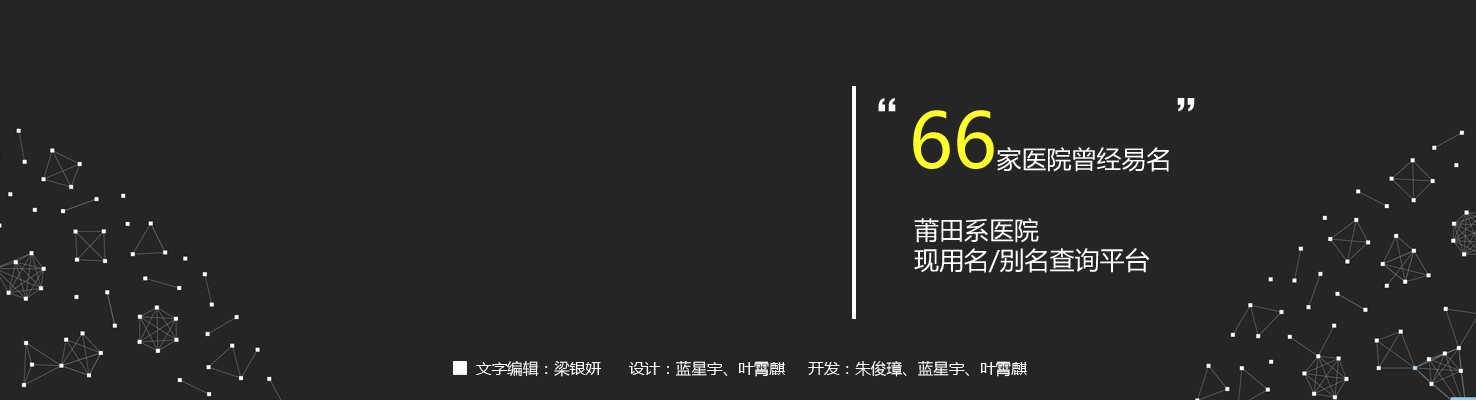 “66家医院曾经易名”
莆田系医院
现用名/别名查询平台
文字编辑：梁银妍 设计：蓝星宇、叶霄麒 开发：朱俊璋、蓝星宇、叶霄麒